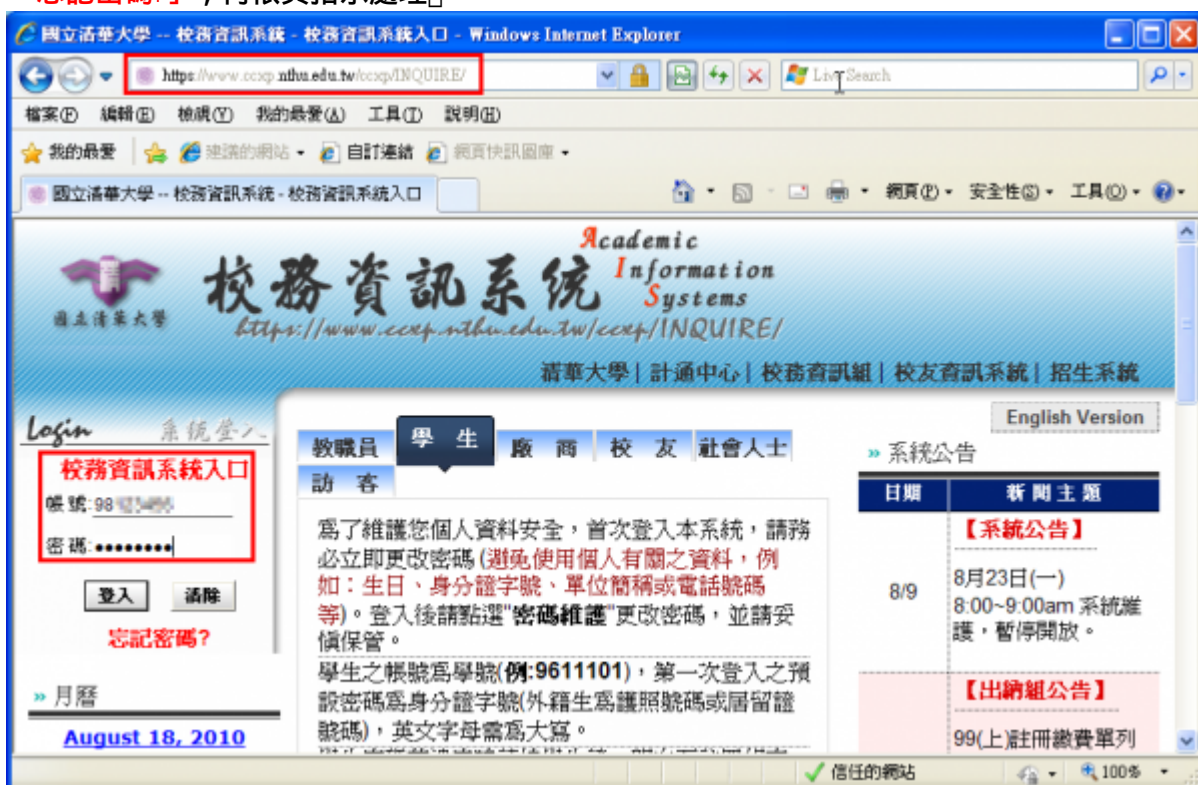 忘記密碼?」，再依其指示處理
國立清華大學 -- 校務資訊系統 - 校務資訊系統入口 - Windows Internet Explorer
https://www.ccxp.nthu.edu.tw/ccxp/INQUIRE/
Live Search
檔案(F) 編輯(E) 檢視(V) 我的最愛(A) 工具(T) 說明(H)
我的最愛 建議的網站 自訂連結 網頁快訊圖庫
國立清華大學 -- 校務資訊系統 - 校務資訊系統入口
網頁(P) 安全性(S) 工具(O)
國立清華大學
校務資訊系統
Academic
Information
Systems
https://www.ccxp.nthu.edu.tw/ccxp/INQUIRE/
清華大學| 計通中心| 校務資訊組| 校友資訊系統| 招生系統
English Version
Login 系統登入
校務資訊系統入口
帳號:98
密碼:●●●●●●●●
登入 清除
忘記密碼?
» 月曆
August 18, 2010
教職員 學 生 廠 商 校 友 社會人士
訪 客
為了維護您個人資料安全，首次登入本系統，請務
必立即更改密碼(避免使用個人有關之資料，例
如：生日、身分證字號、單位簡稱或電話號碼
等)。登入後請點選"密碼維護"更改密碼，並請妥
慎保管。
學生之帳號為學號(例:9611101)，第一次登入之預
設密碼為身分證字號(外籍生為護照號碼或居留證
號碼)，英文字母需為大寫。
» 系統公告
日期 新聞主題
【系統公告】
8/9
8月23日(一)
8:00~9:00am 系統維
護，暫停開放。
【出納組公告】
99(上)註冊繳費單列
信任的網站
100%